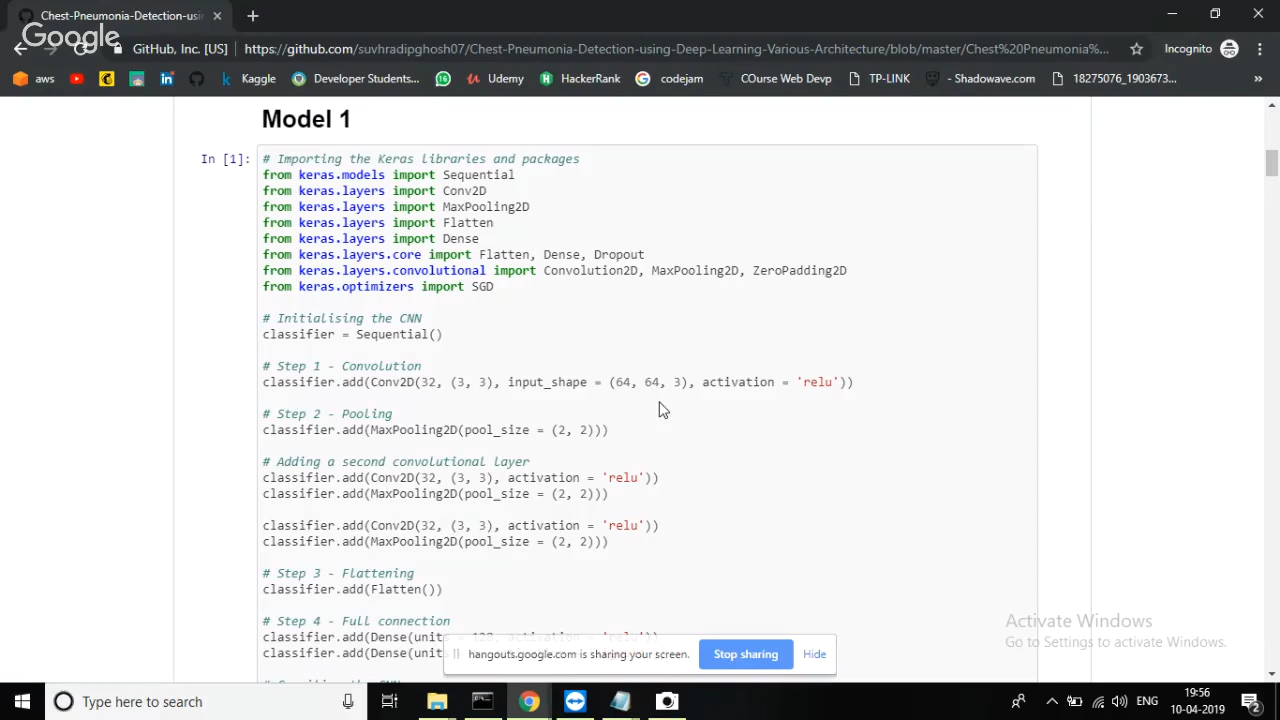 Chest-Pneumonia-Detection-usin
Google
GitHub, Inc. [US]
https://github.com/suvhradipghosh07/Chest-Pneumonia-Detection-using-Deep-Learning-Various-Architecture/blob/master/Chest%20Pneumonia%...
Incognito
aws
Kaggle
Developer Students...
Udemy
HackerRank
codejam
COurse Web Devp
TP-LINK
- Shadowave.com
18275076_1903673...
»
Model 1
In [1]:
# Importing the Keras libraries and packages
from keras.models import Sequential
from keras.layers import Conv2D
from keras.layers import MaxPooling2D
from keras.layers import Flatten
from keras.layers import Dense
from keras.layers.core import Flatten, Dense, Dropout
from keras.layers.convolutional import Convolution2D, MaxPooling2D, ZeroPadding2D
from keras.optimizers import SGD
# Initialising the CNN
classifier = Sequential()
# Step 1 - Convolution
classifier.add(Conv2D(32, (3, 3), input_shape = (64, 64, 3), activation = 'relu'))
# Step 2 - Pooling
classifier.add(MaxPooling2D(pool_size = (2, 2)))
# Adding a second convolutional layer
classifier.add(Conv2D(32, (3, 3), activation = 'relu'))
classifier.add(MaxPooling2D(pool_size = (2, 2)))
classifier.add(Conv2D(32, (3, 3), activation = 'relu'))
classifier.add(MaxPooling2D(pool_size = (2, 2)))
# Step 3 - Flattening
classifier.add(Flatten())
# Step 4 - Full connection
classifier.add(Dense(units = 128, activation = 'relu'))
classifier.add(Dense(units
hangouts.google.com is sharing your screen.
Stop sharing
Hide
Activate Windows
Go to Settings to activate Windows.
Type here to search
ENG
19:56
10-04-2019
2